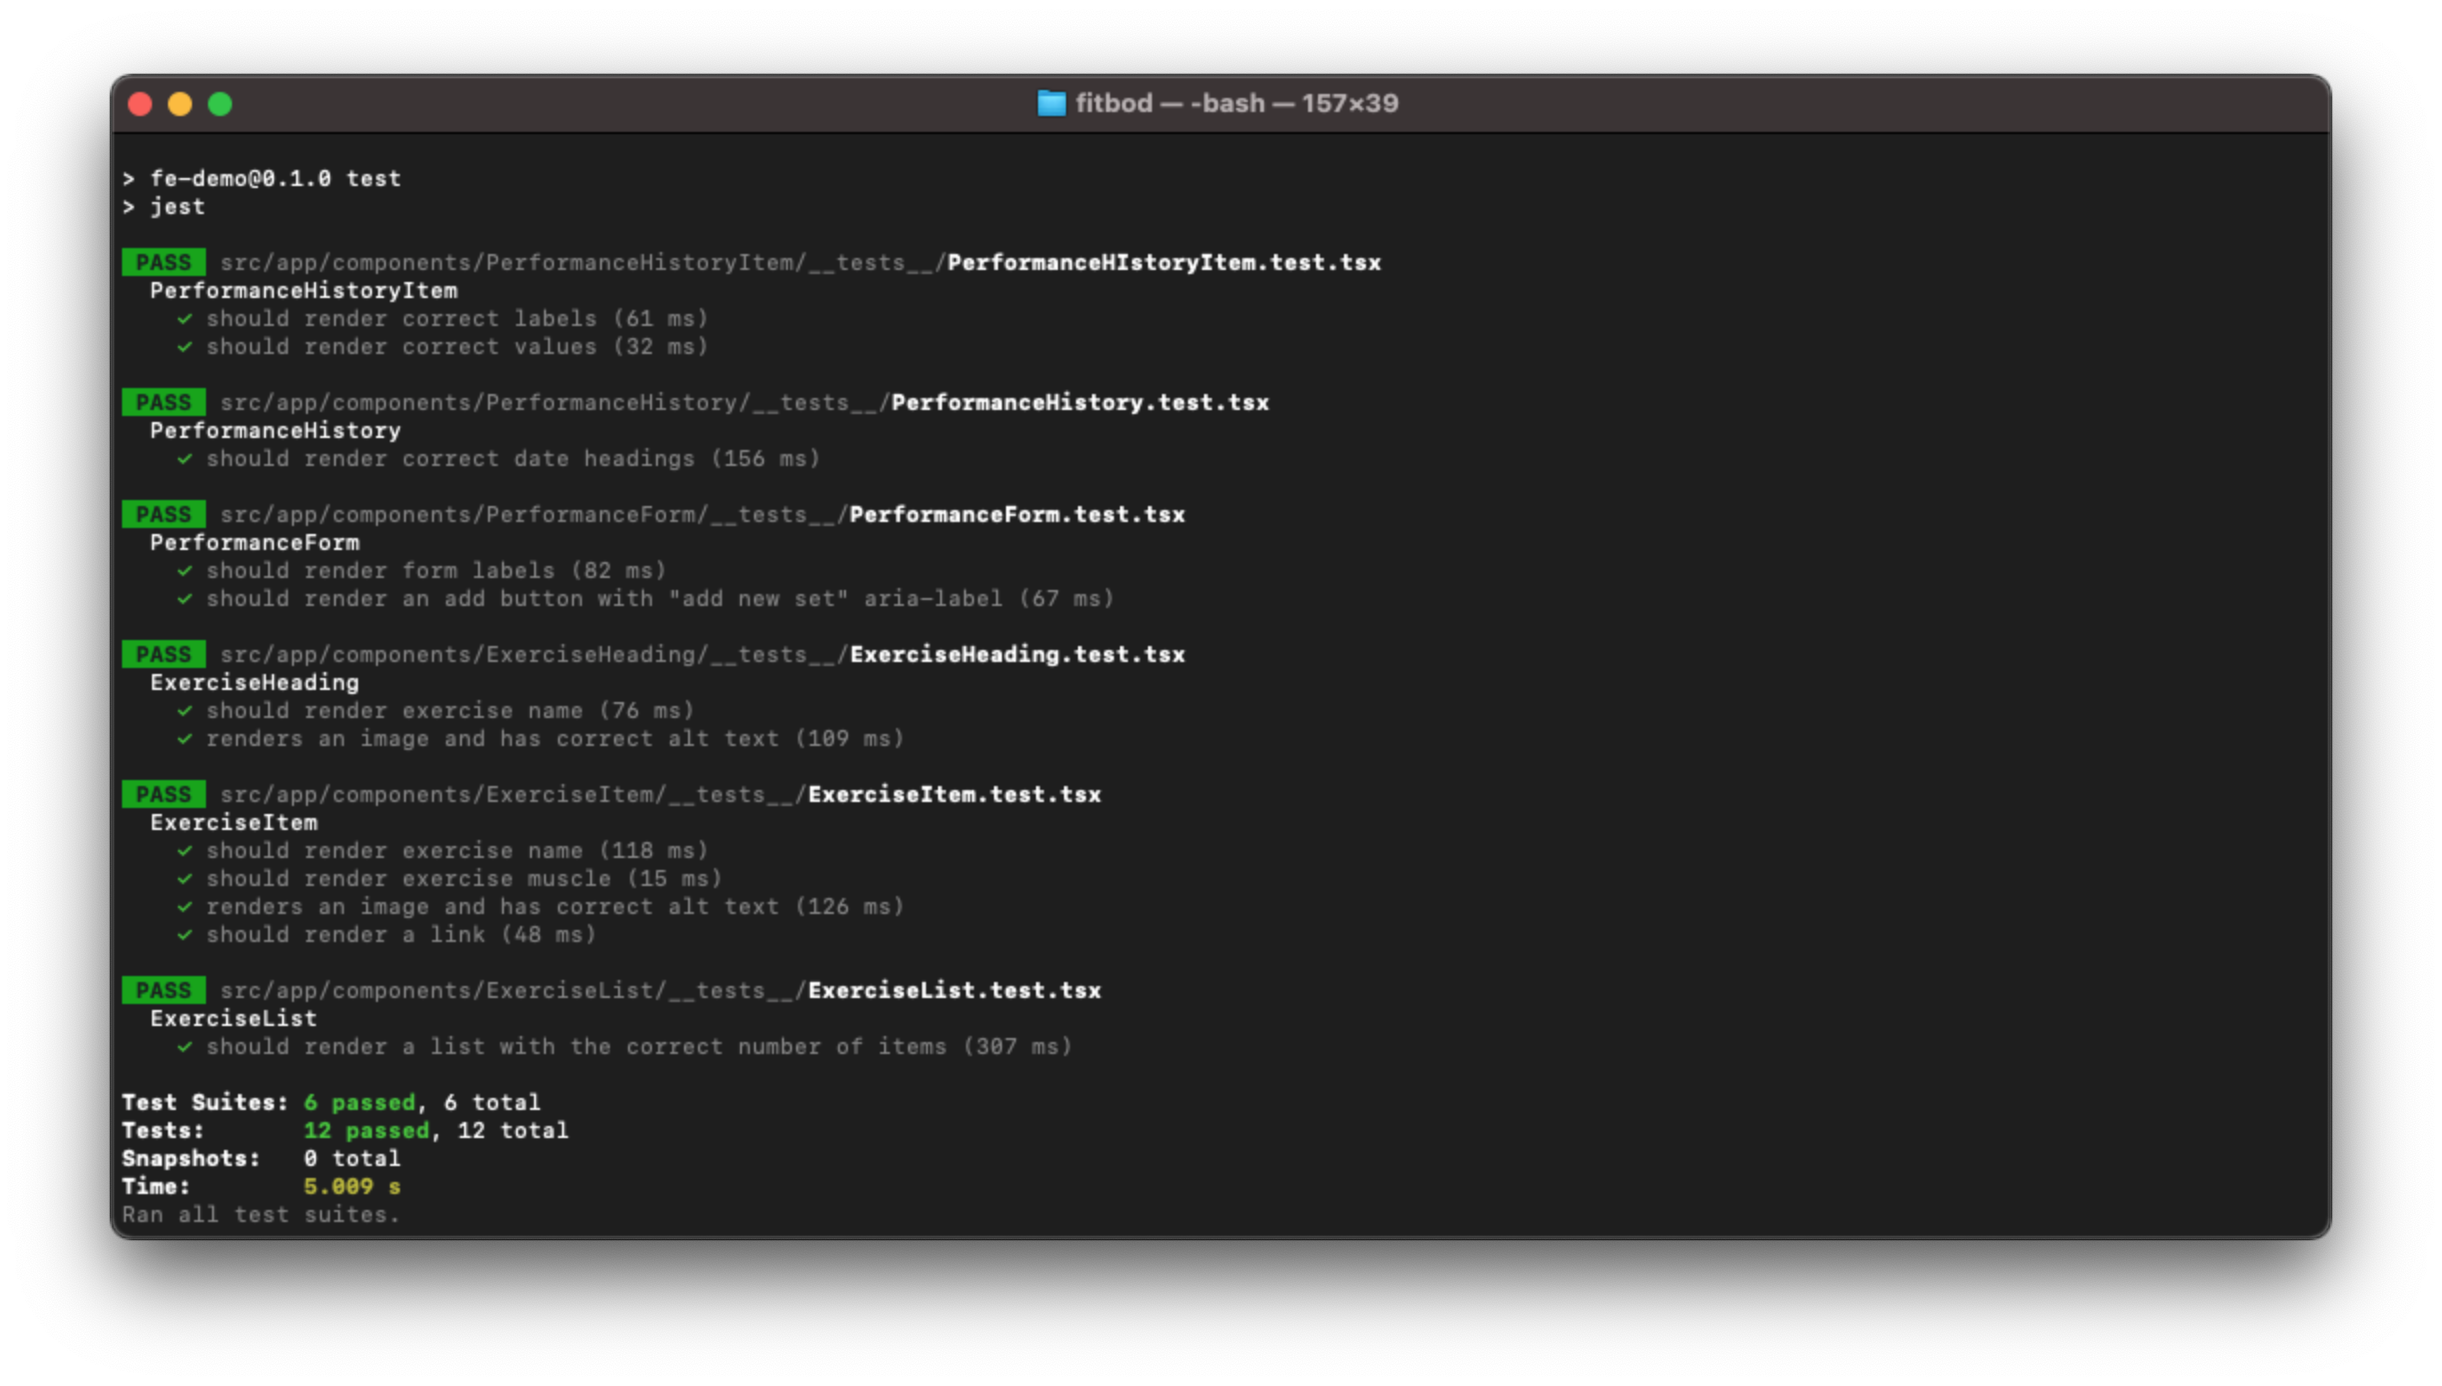 fitbod — -bash — 157×39
> fe-demo@0.1.0 test
> jest
PASS src/app/components/PerformanceHistoryItem/__tests__/PerformanceHIstoryItem.test.tsx
PerformanceHistoryItem
✓ should render correct labels (61 ms)
✓ should render correct values (32 ms)
PASS src/app/components/PerformanceHistory/__tests__/PerformanceHistory.test.tsx
PerformanceHistory
✓ should render correct date headings (156 ms)
PASS src/app/components/PerformanceForm/__tests__/PerformanceForm.test.tsx
PerformanceForm
✓ should render form labels (82 ms)
✓ should render an add button with "add new set" aria-label (67 ms)
PASS src/app/components/ExerciseHeading/__tests__/ExerciseHeading.test.tsx
ExerciseHeading
✓ should render exercise name (76 ms)
✓ renders an image and has correct alt text (109 ms)
PASS src/app/components/ExerciseItem/__tests__/ExerciseItem.test.tsx
ExerciseItem
✓ should render exercise name (118 ms)
✓ should render exercise muscle (15 ms)
✓ renders an image and has correct alt text (126 ms)
✓ should render a link (48 ms)
PASS src/app/components/ExerciseList/__tests__/ExerciseList.test.tsx
ExerciseList
✓ should render a list with the correct number of items (307 ms)
Test Suites: 6 passed, 6 total
Tests: 12 passed, 12 total
Snapshots: 0 total
Time: 5.009 s
Ran all test suites.